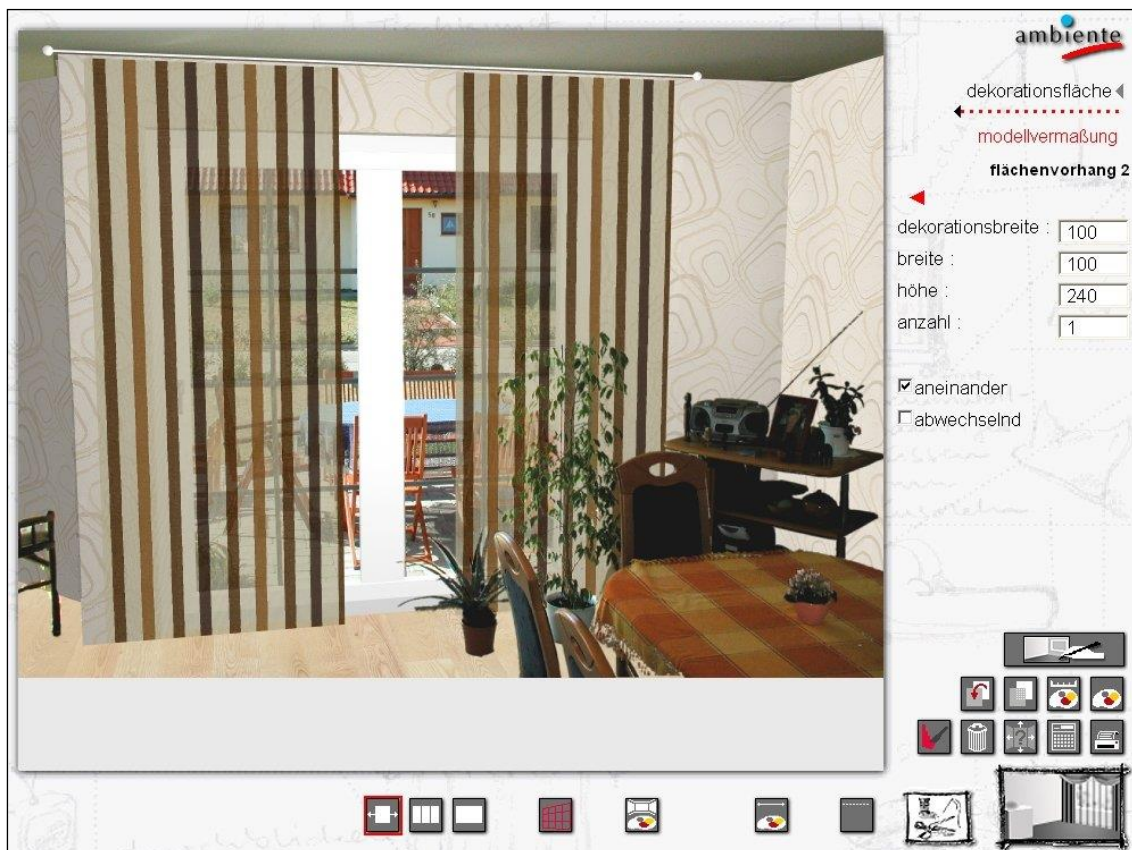 ambiente
dekorationsfläche
modellvermaßung
flächenvorhang 2
dekorationsbreite : 100
breite : 100
höhe : 240
anzahl : 1
aneinander
abwechselnd
?